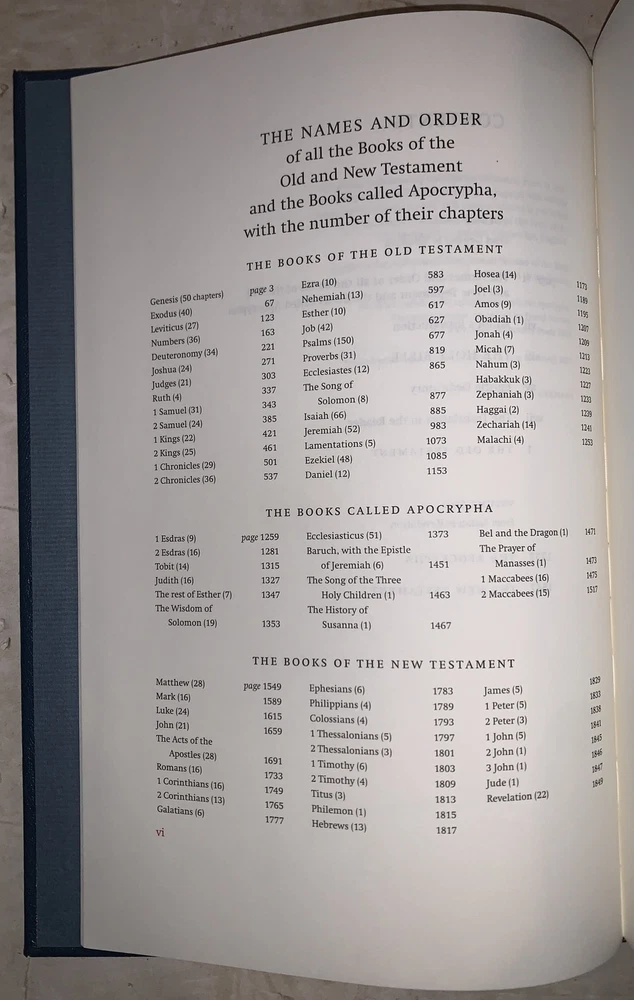 THE NAMES AND ORDER
of all the Books of the
Old and New Testament
and the Books called Apocrypha,
with the number of their chapters
THE BOOKS OF THE OLD TESTAMENT
Genesis (50 chapters) page 3
Exodus (40) 67
Leviticus (27) 123
Numbers (36) 163
Deuteronomy (34) 221
Joshua (24) 271
Judges (21) 303
Ruth (4) 337
1 Samuel (31) 343
2 Samuel (24) 385
1 Kings (22) 421
2 Kings (25) 461
1 Chronicles (29) 501
2 Chronicles (36) 537
Ezra (10) 583
Nehemiah (13) 597
Esther (10) 617
Job (42) 627
Psalms (150) 677
Proverbs (31) 819
Ecclesiastes (12) 865
The Song of
Solomon (8) 877
Isaiah (66) 885
Jeremiah (52) 983
Lamentations (5) 1073
Ezekiel (48) 1085
Daniel (12) 1153
Hosea (14) 1171
Joel (3) 1189
Amos (9) 1195
Obadiah (1) 1207
Jonah (4) 1209
Micah (7) 1213
Nahum (3) 1223
Habakkuk (3) 1227
Zephaniah (3) 1233
Haggai (2) 1239
Zechariah (14) 1241
Malachi (4) 1253
THE BOOKS CALLED APOCRYPHA
1 Esdras (9) page 1259
2 Esdras (16) 1281
Tobit (14) 1315
Judith (16) 1327
The rest of Esther (7) 1347
The Wisdom of
Solomon (19) 1353
Ecclesiasticus (51) 1373
Baruch, with the Epistle
of Jeremiah (6) 1451
The Song of the Three
Holy Children (1) 1463
The History of
Susanna (1) 1467
Bel and the Dragon (1) 1471
The Prayer of
Manasses (1) 1473
1 Maccabees (16) 1475
2 Maccabees (15) 1517
THE BOOKS OF THE NEW TESTAMENT
Matthew (28) page 1549
Mark (16) 1589
Luke (24) 1615
John (21) 1659
The Acts of the
Apostles (28) 1691
Romans (16) 1733
1 Corinthians (16) 1749
2 Corinthians (13) 1765
Galatians (6) 1777
Ephesians (6) 1783
Philippians (4) 1789
Colossians (4) 1793
1 Thessalonians (5) 1797
2 Thessalonians (3) 1801
1 Timothy (6) 1803
2 Timothy (4) 1809
Titus (3) 1813
Philemon (1) 1815
Hebrews (13) 1817
James (5) 1829
1 Peter (5) 1833
2 Peter (3) 1838
1 John (5) 1841
2 John (1) 1845
3 John (1) 1846
Jude (1) 1847
Revelation (22) 1849
vi